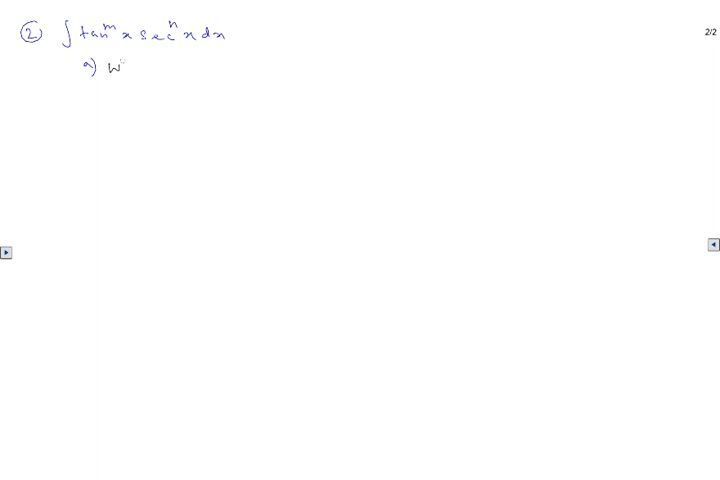 ② ∫ tan^m x sec^n x dx
2/2
a) W